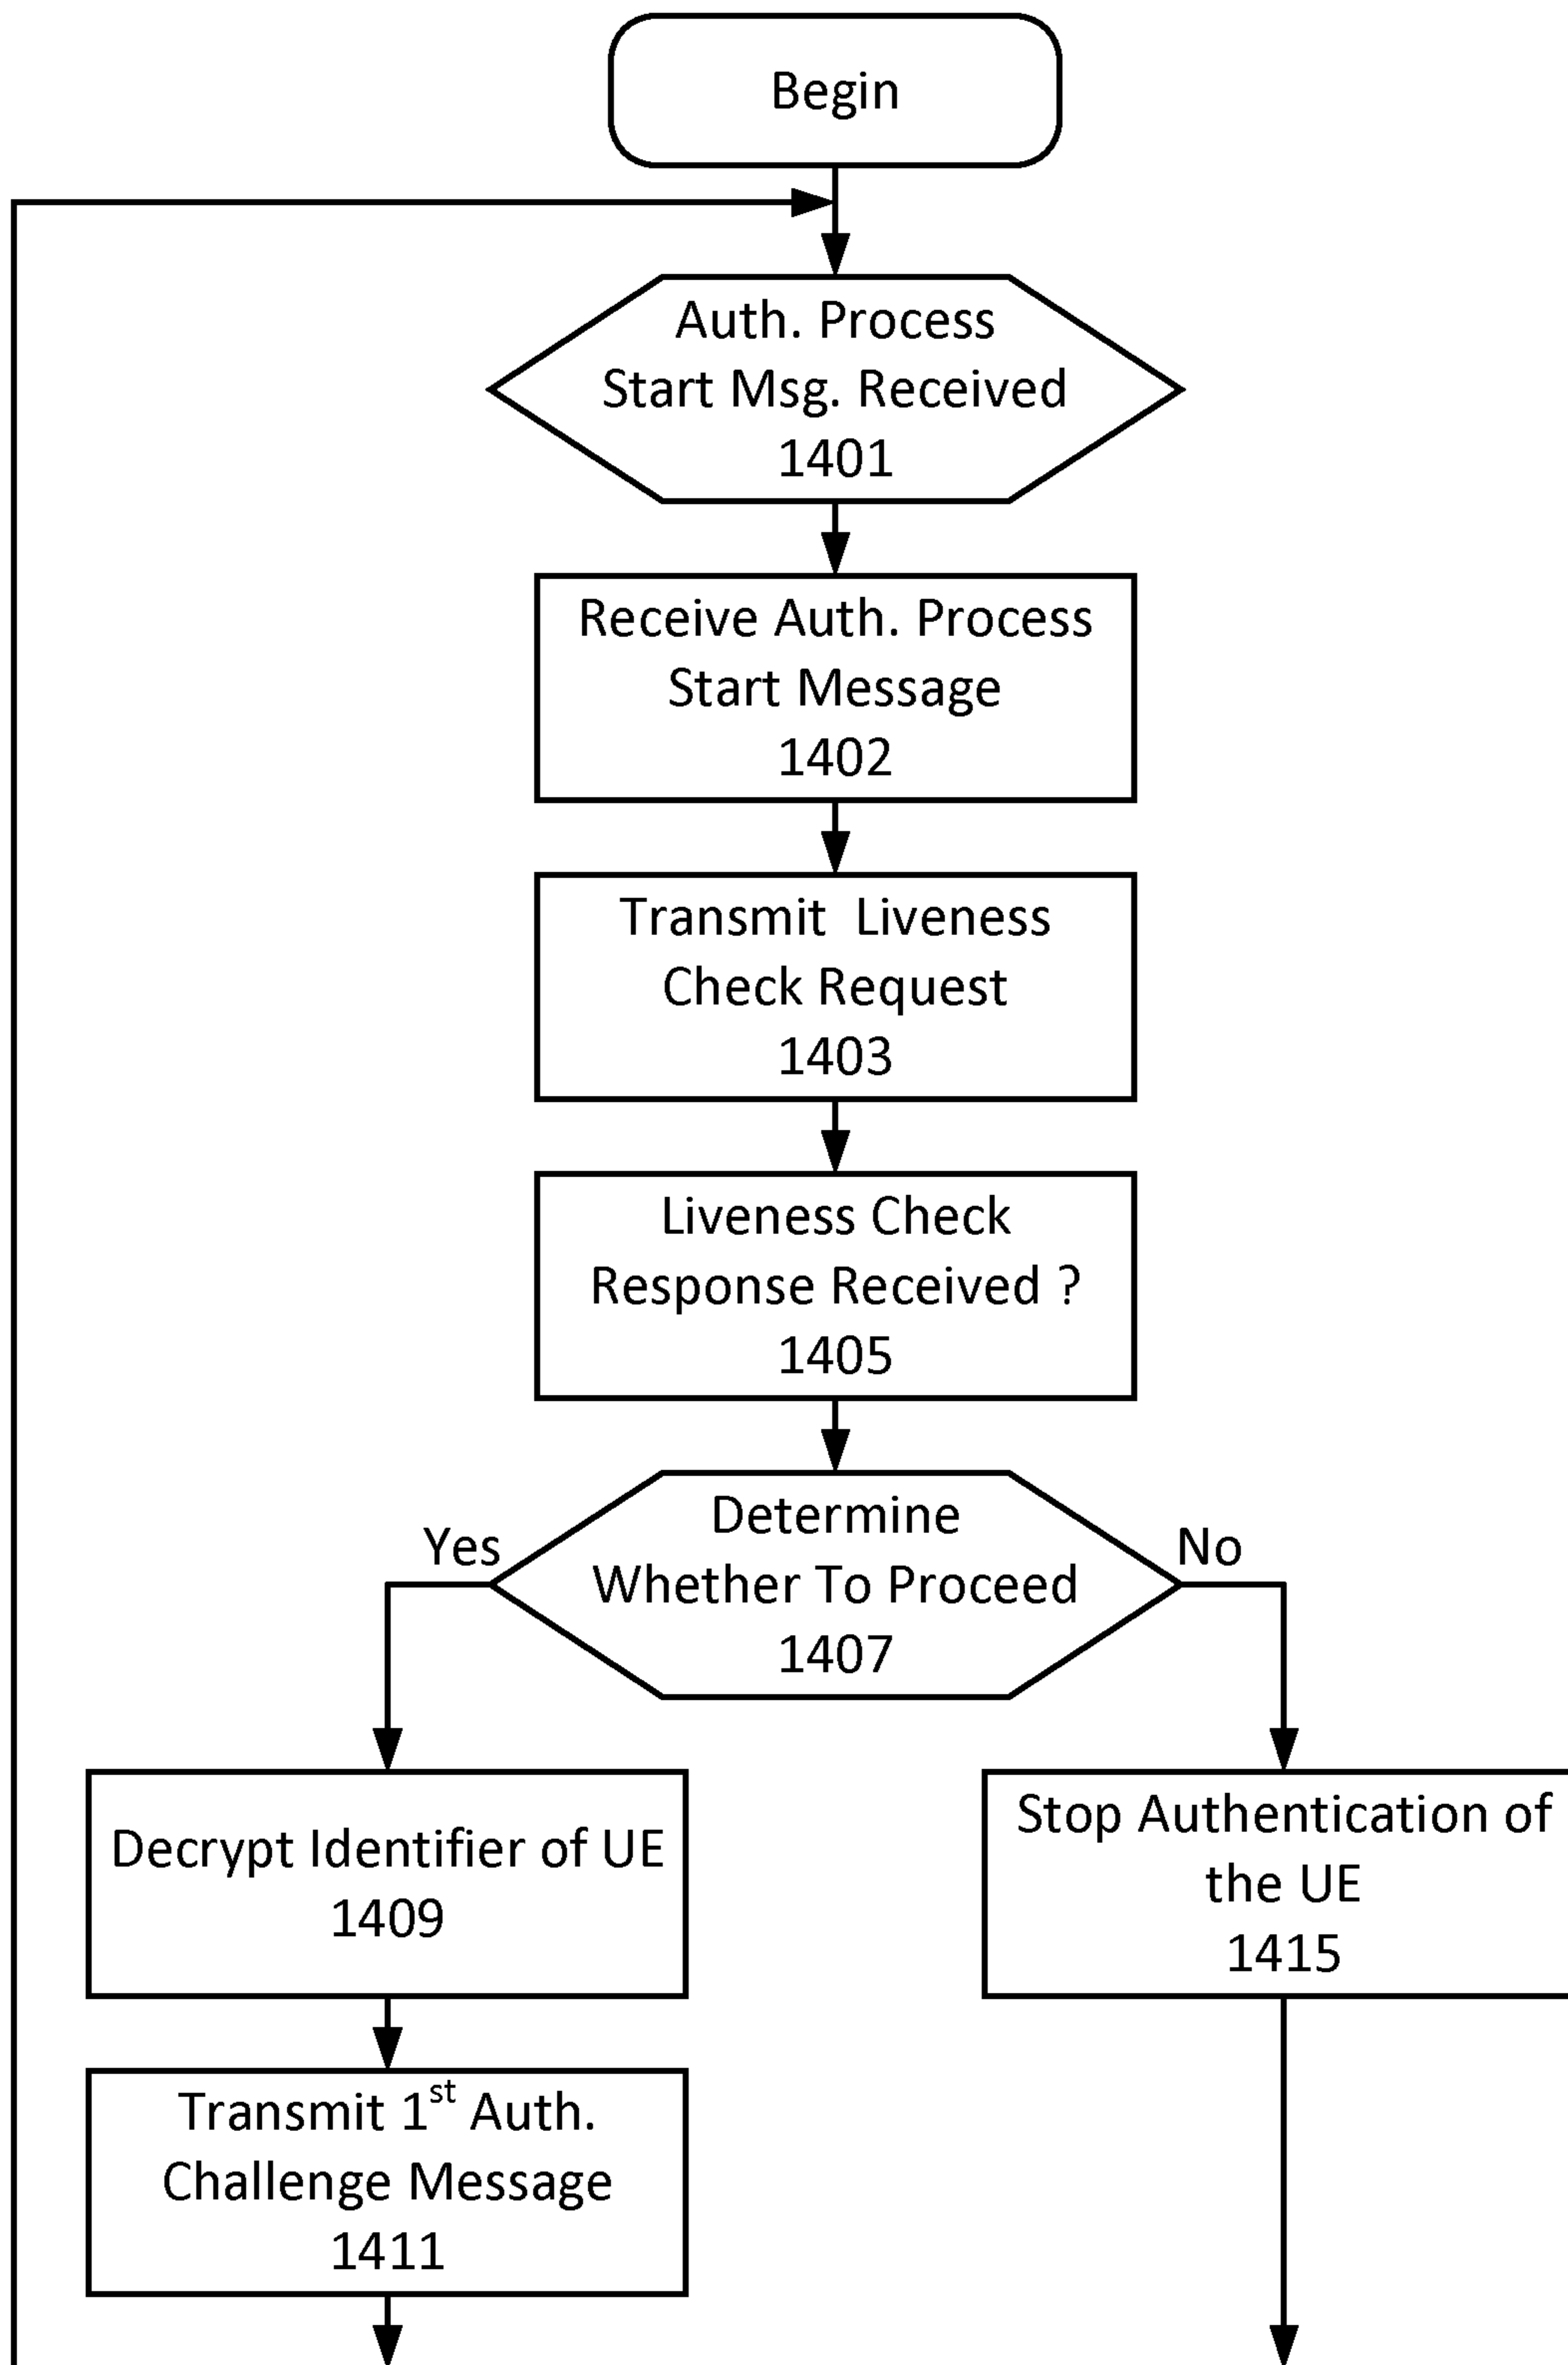 Begin
Auth. Process
Start Msg. Received
1401
Receive Auth. Process
Start Message
1402
Transmit Liveness
Check Request
1403
Liveness Check
Response Received ?
1405
Determine
Whether To Proceed
1407
Yes
No
Decrypt Identifier of UE
1409
Stop Authentication of
the UE
1415
Transmit 1st Auth.
Challenge Message
1411